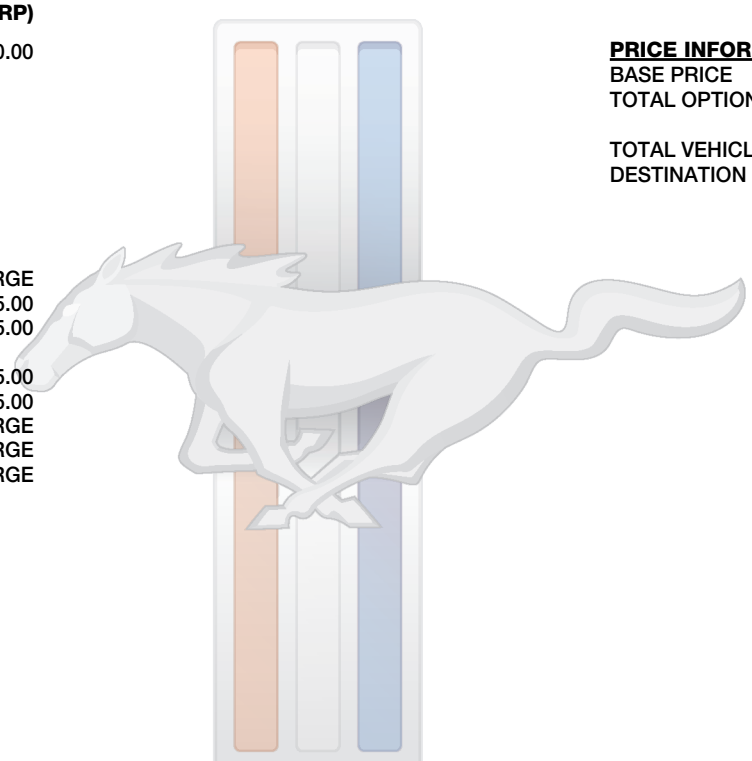 RP)
0.00
RGE
5.00
5.00
5.00
5.00
RGE
RGE
RGE
PRICE INFOR
BASE PRICE
TOTAL OPTION
TOTAL VEHICL
DESTINATION